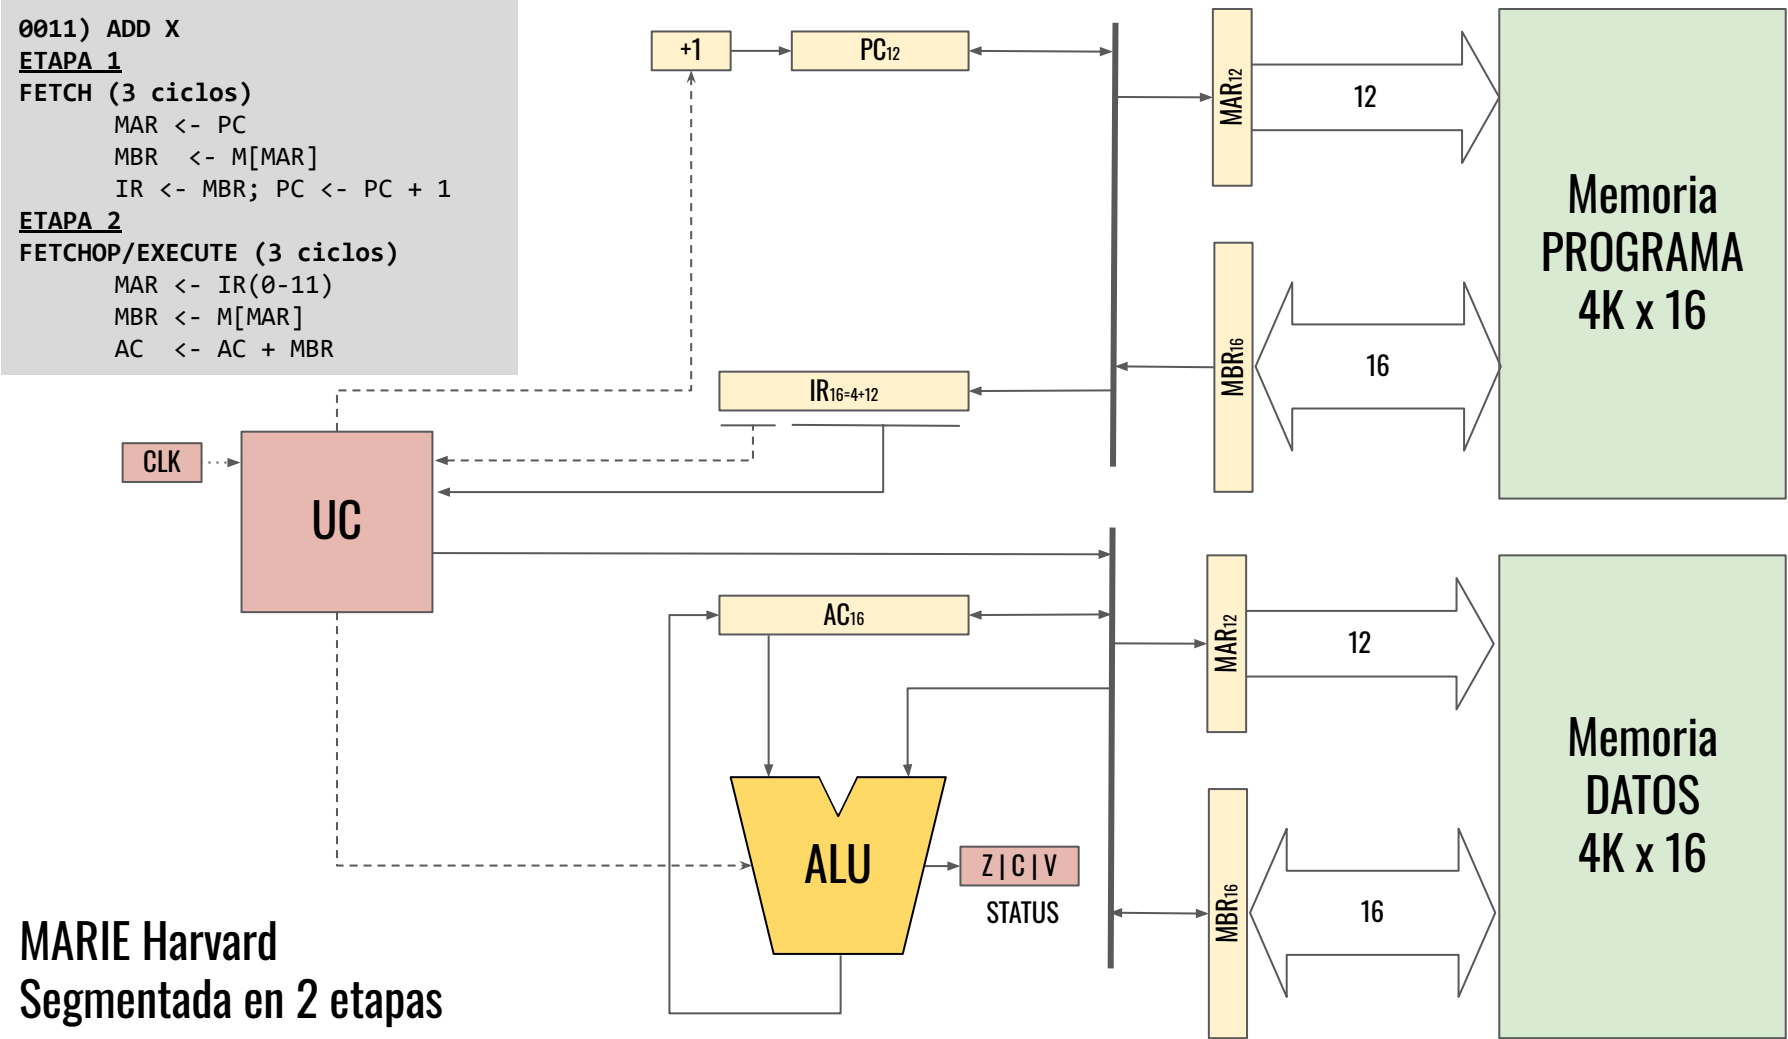 0011) ADD X
ETAPA 1
FETCH (3 ciclos)
MAR <- PC
MBR  <- M[MAR]
IR <- MBR; PC <- PC + 1
ETAPA 2
FETCHOP/EXECUTE (3 ciclos)
MAR <- IR(0-11)
MBR <- M[MAR]
AC  <- AC + MBR
+1
PC12
MAR12
12
Memoria
PROGRAMA
4K x 16
MBR16
16
IR16=4+12
CLK
UC
AC16
MAR12
12
Memoria
DATOS
4K x 16
ALU
Z | C | V
STATUS
MBR16
16
MARIE Harvard
Segmentada en 2 etapas